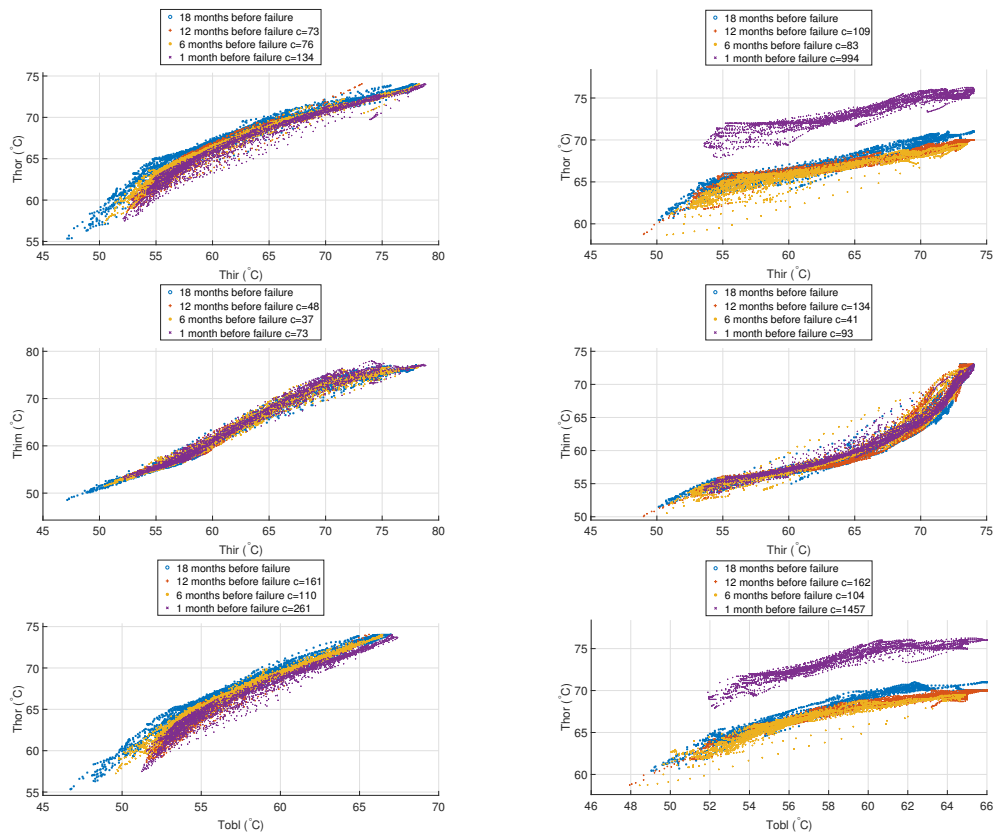 18 months before failure
12 months before failure c=73
6 months before failure c=76
1 month before failure c=134
75
70
65
60
55
Thor (°C)
45 50 55 60 65 70 75 80
Thir (°C)
18 months before failure
12 months before failure c=109
6 months before failure c=83
1 month before failure c=994
75
70
65
60
Thor (°C)
45 50 55 60 65 70 75
Thir (°C)
18 months before failure
12 months before failure c=48
6 months before failure c=37
1 month before failure c=73
80
70
60
50
Thim (°C)
45 50 55 60 65 70 75 80
Thir (°C)
18 months before failure
12 months before failure c=134
6 months before failure c=41
1 month before failure c=93
75
70
65
60
55
50
Thim (°C)
45 50 55 60 65 70 75
Thir (°C)
18 months before failure
12 months before failure c=161
6 months before failure c=110
1 month before failure c=261
75
70
65
60
55
Thor (°C)
45 50 55 60 65 70
Tobl (°C)
18 months before failure
12 months before failure c=162
6 months before failure c=104
1 month before failure c=1457
80
75
70
65
60
Thor (°C)
46 48 50 52 54 56 58 60 62 64 66
Tobl (°C)